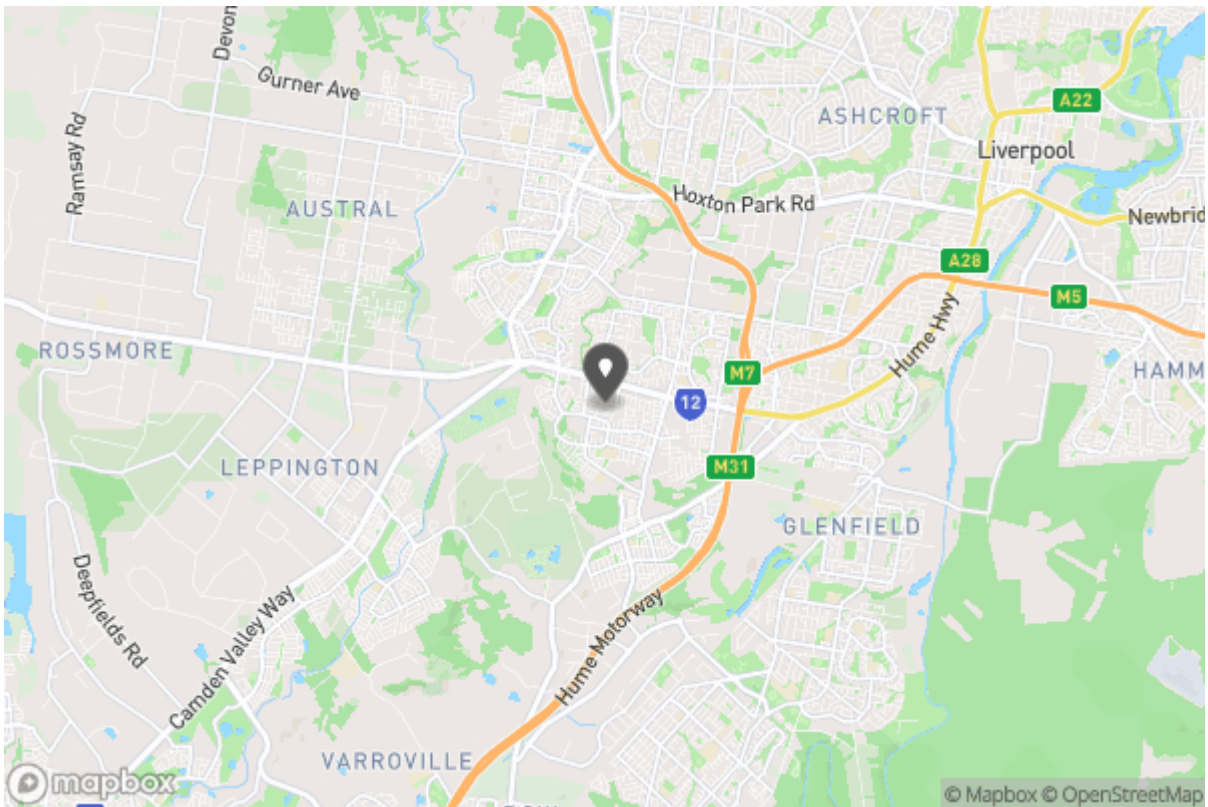 Devon
Gurner Ave
A22
ASHCROFT
Liverpool
Ramsay Rd
Hoxton Park Rd
AUSTRAL
Newbrid
A28
M5
Hume Hwy
ROSSMORE
M7
HAMM
12
LEPPINGTON
M31
GLENFIELD
Deepfields Rd
Camden Valley Way
Hume Motorway
VARROVILLE
mapbox
© Mapbox © OpenStreetMap